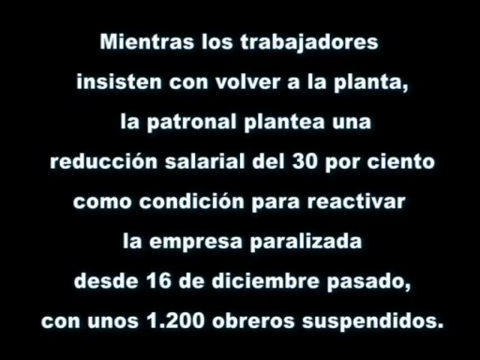 Mientras los trabajadores
insisten con volver a la planta,
la patronal plantea una
reducción salarial del 30 por ciento
como condición para reactivar
la empresa paralizada
desde 16 de diciembre pasado,
con unos 1.200 obreros suspendidos.